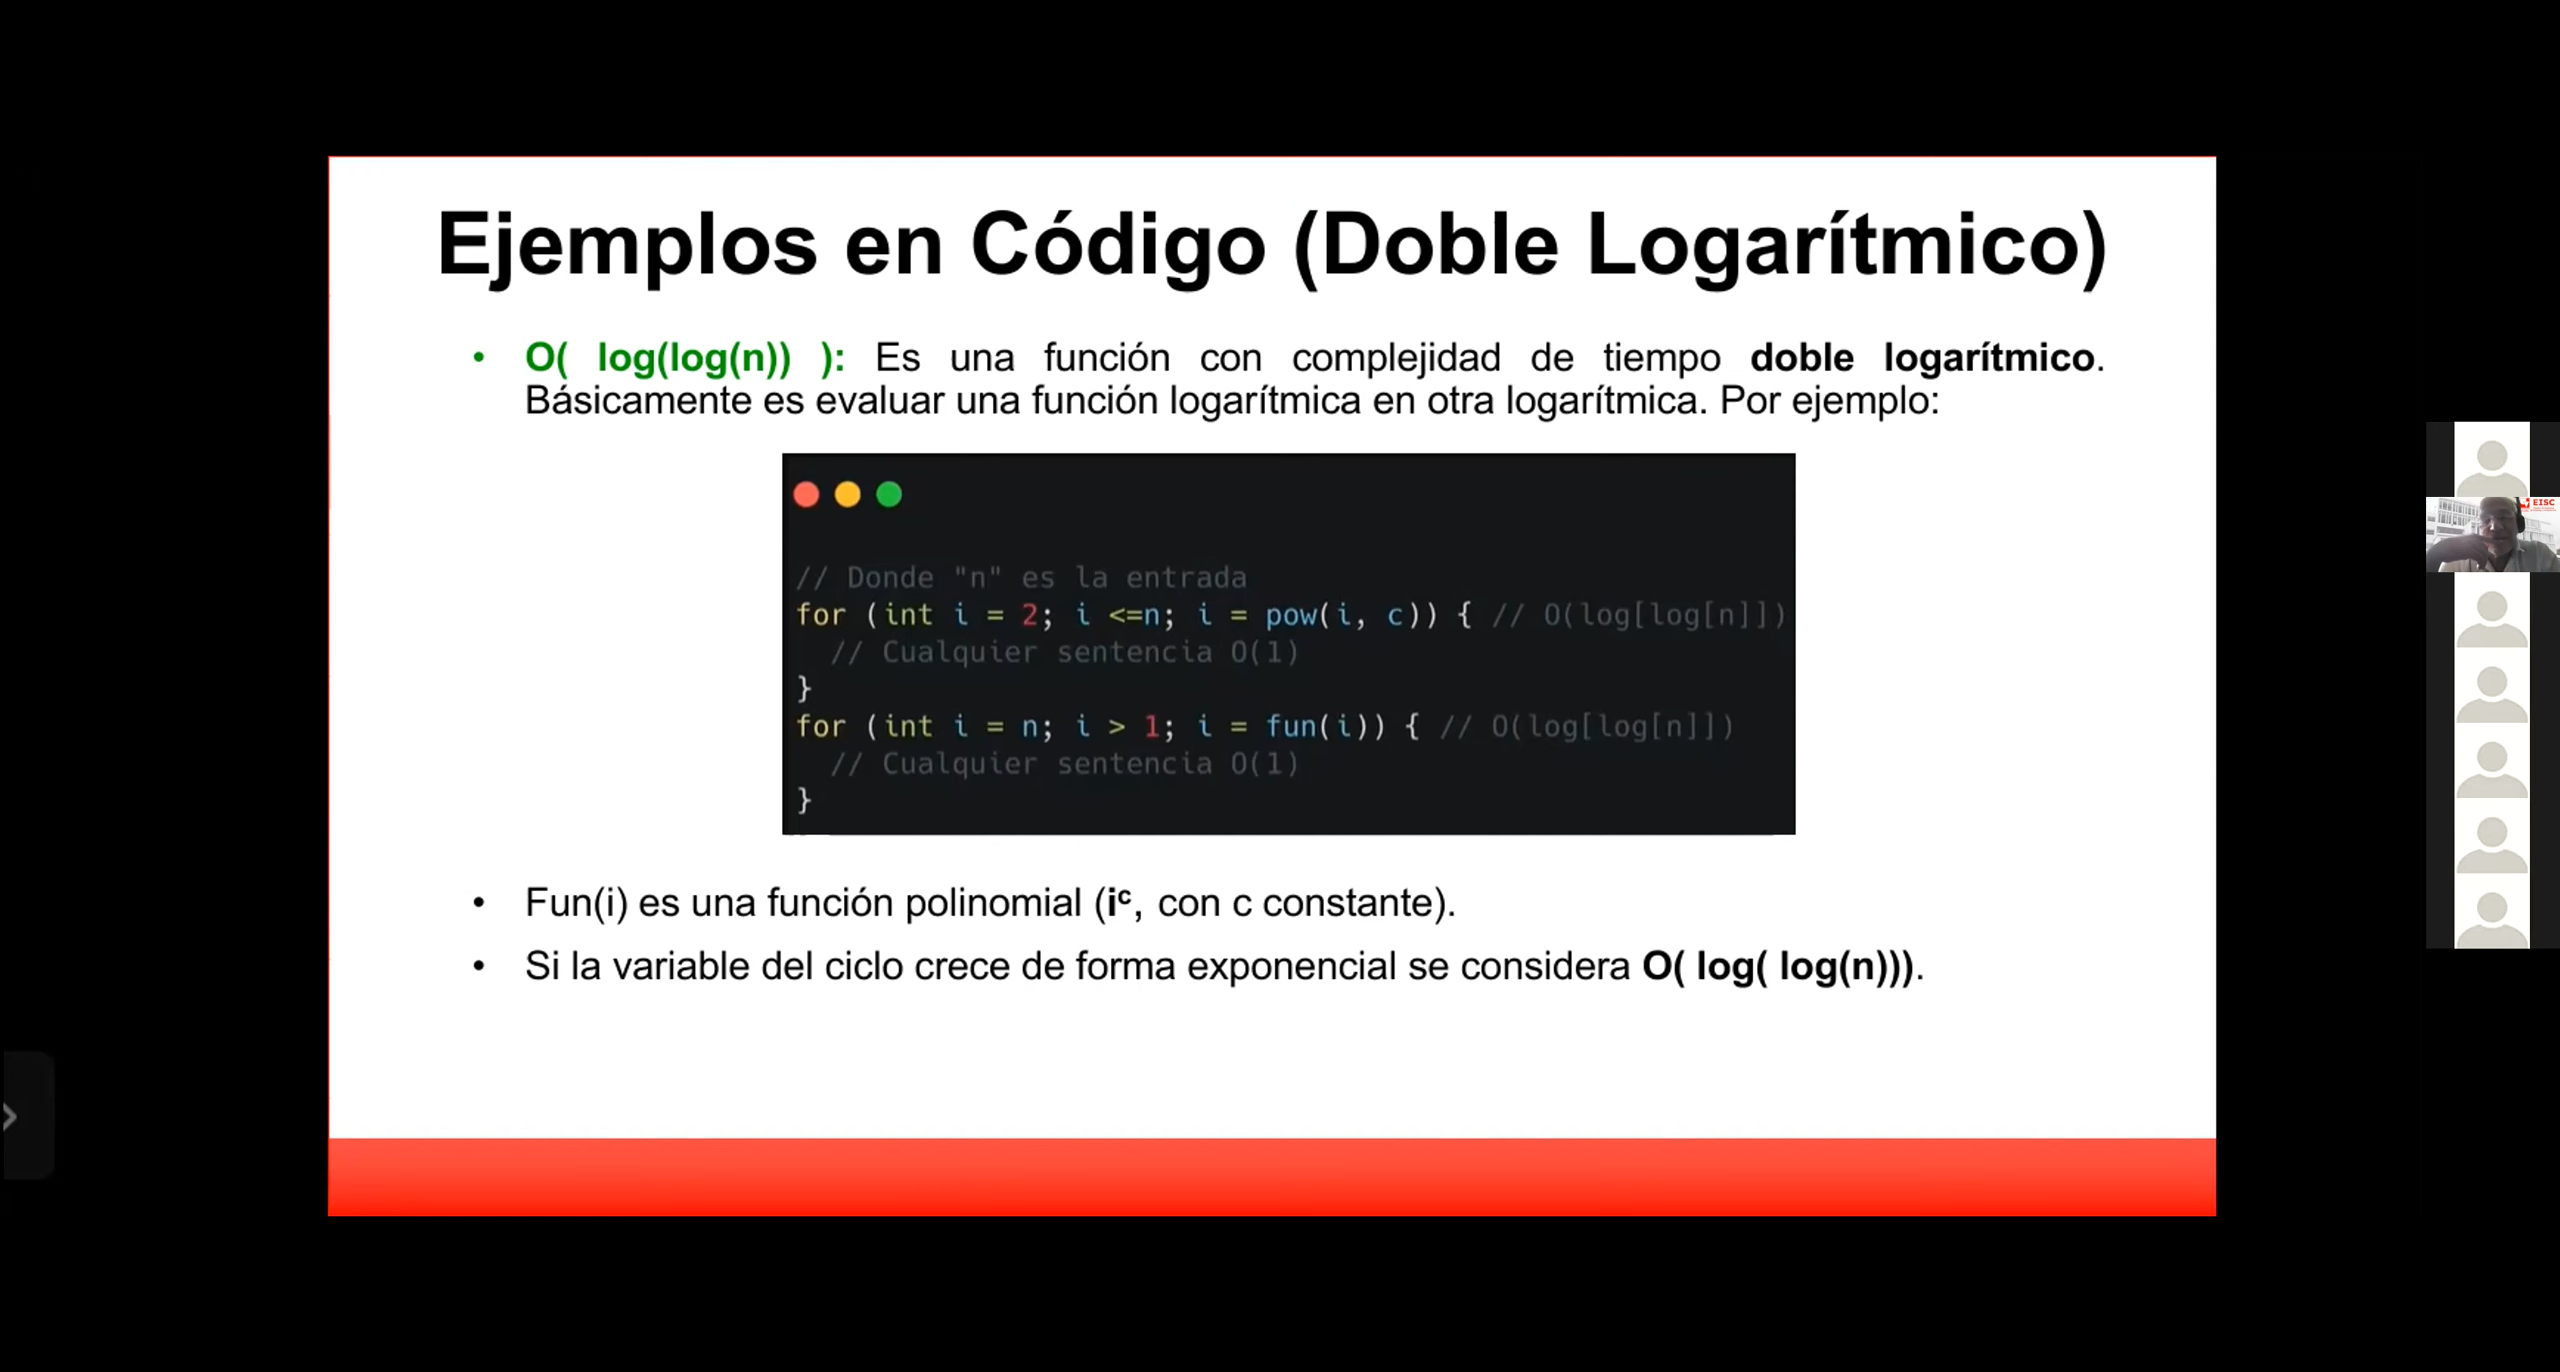 Ejemplos en Código (Doble Logarítmico)
• O( log(log(n)) ): Es una función con complejidad de tiempo doble logarítmico.
Básicamente es evaluar una función logarítmica en otra logarítmica. Por ejemplo:
// Donde "n" es la entrada
for (int i = 2; i <=n; i = pow(i, c)) { // O(log[log[n]])
// Cualquier sentencia O(1)
}
for (int i = n; i > 1; i = fun(i)) { // O(log[log[n]])
// Cualquier sentencia O(1)
}
• Fun(i) es una función polinomial (iᶜ, con c constante).
• Si la variable del ciclo crece de forma exponencial se considera O( log( log(n))).
EISC